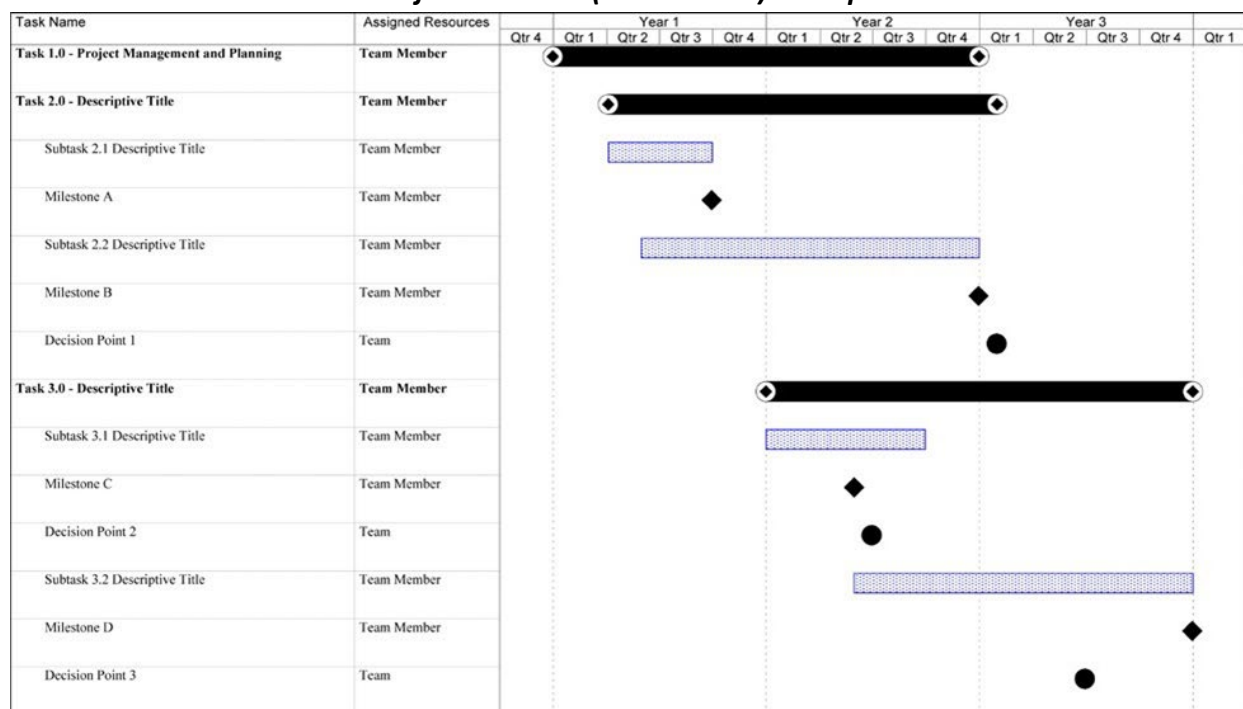 Task Name Assigned Resources Year 1 Year 2 Year 3
Qtr 4 Qtr 1 Qtr 2 Qtr 3 Qtr 4 Qtr 1 Qtr 2 Qtr 3 Qtr 4 Qtr 1 Qtr 2 Qtr 3 Qtr 4 Qtr 1
Task 1.0 - Project Management and Planning Team Member
Task 2.0 - Descriptive Title Team Member
Subtask 2.1 Descriptive Title Team Member
Milestone A Team Member
Subtask 2.2 Descriptive Title Team Member
Milestone B Team Member
Decision Point 1 Team
Task 3.0 - Descriptive Title Team Member
Subtask 3.1 Descriptive Title Team Member
Milestone C Team Member
Decision Point 2 Team
Subtask 3.2 Descriptive Title Team Member
Milestone D Team Member
Decision Point 3 Team